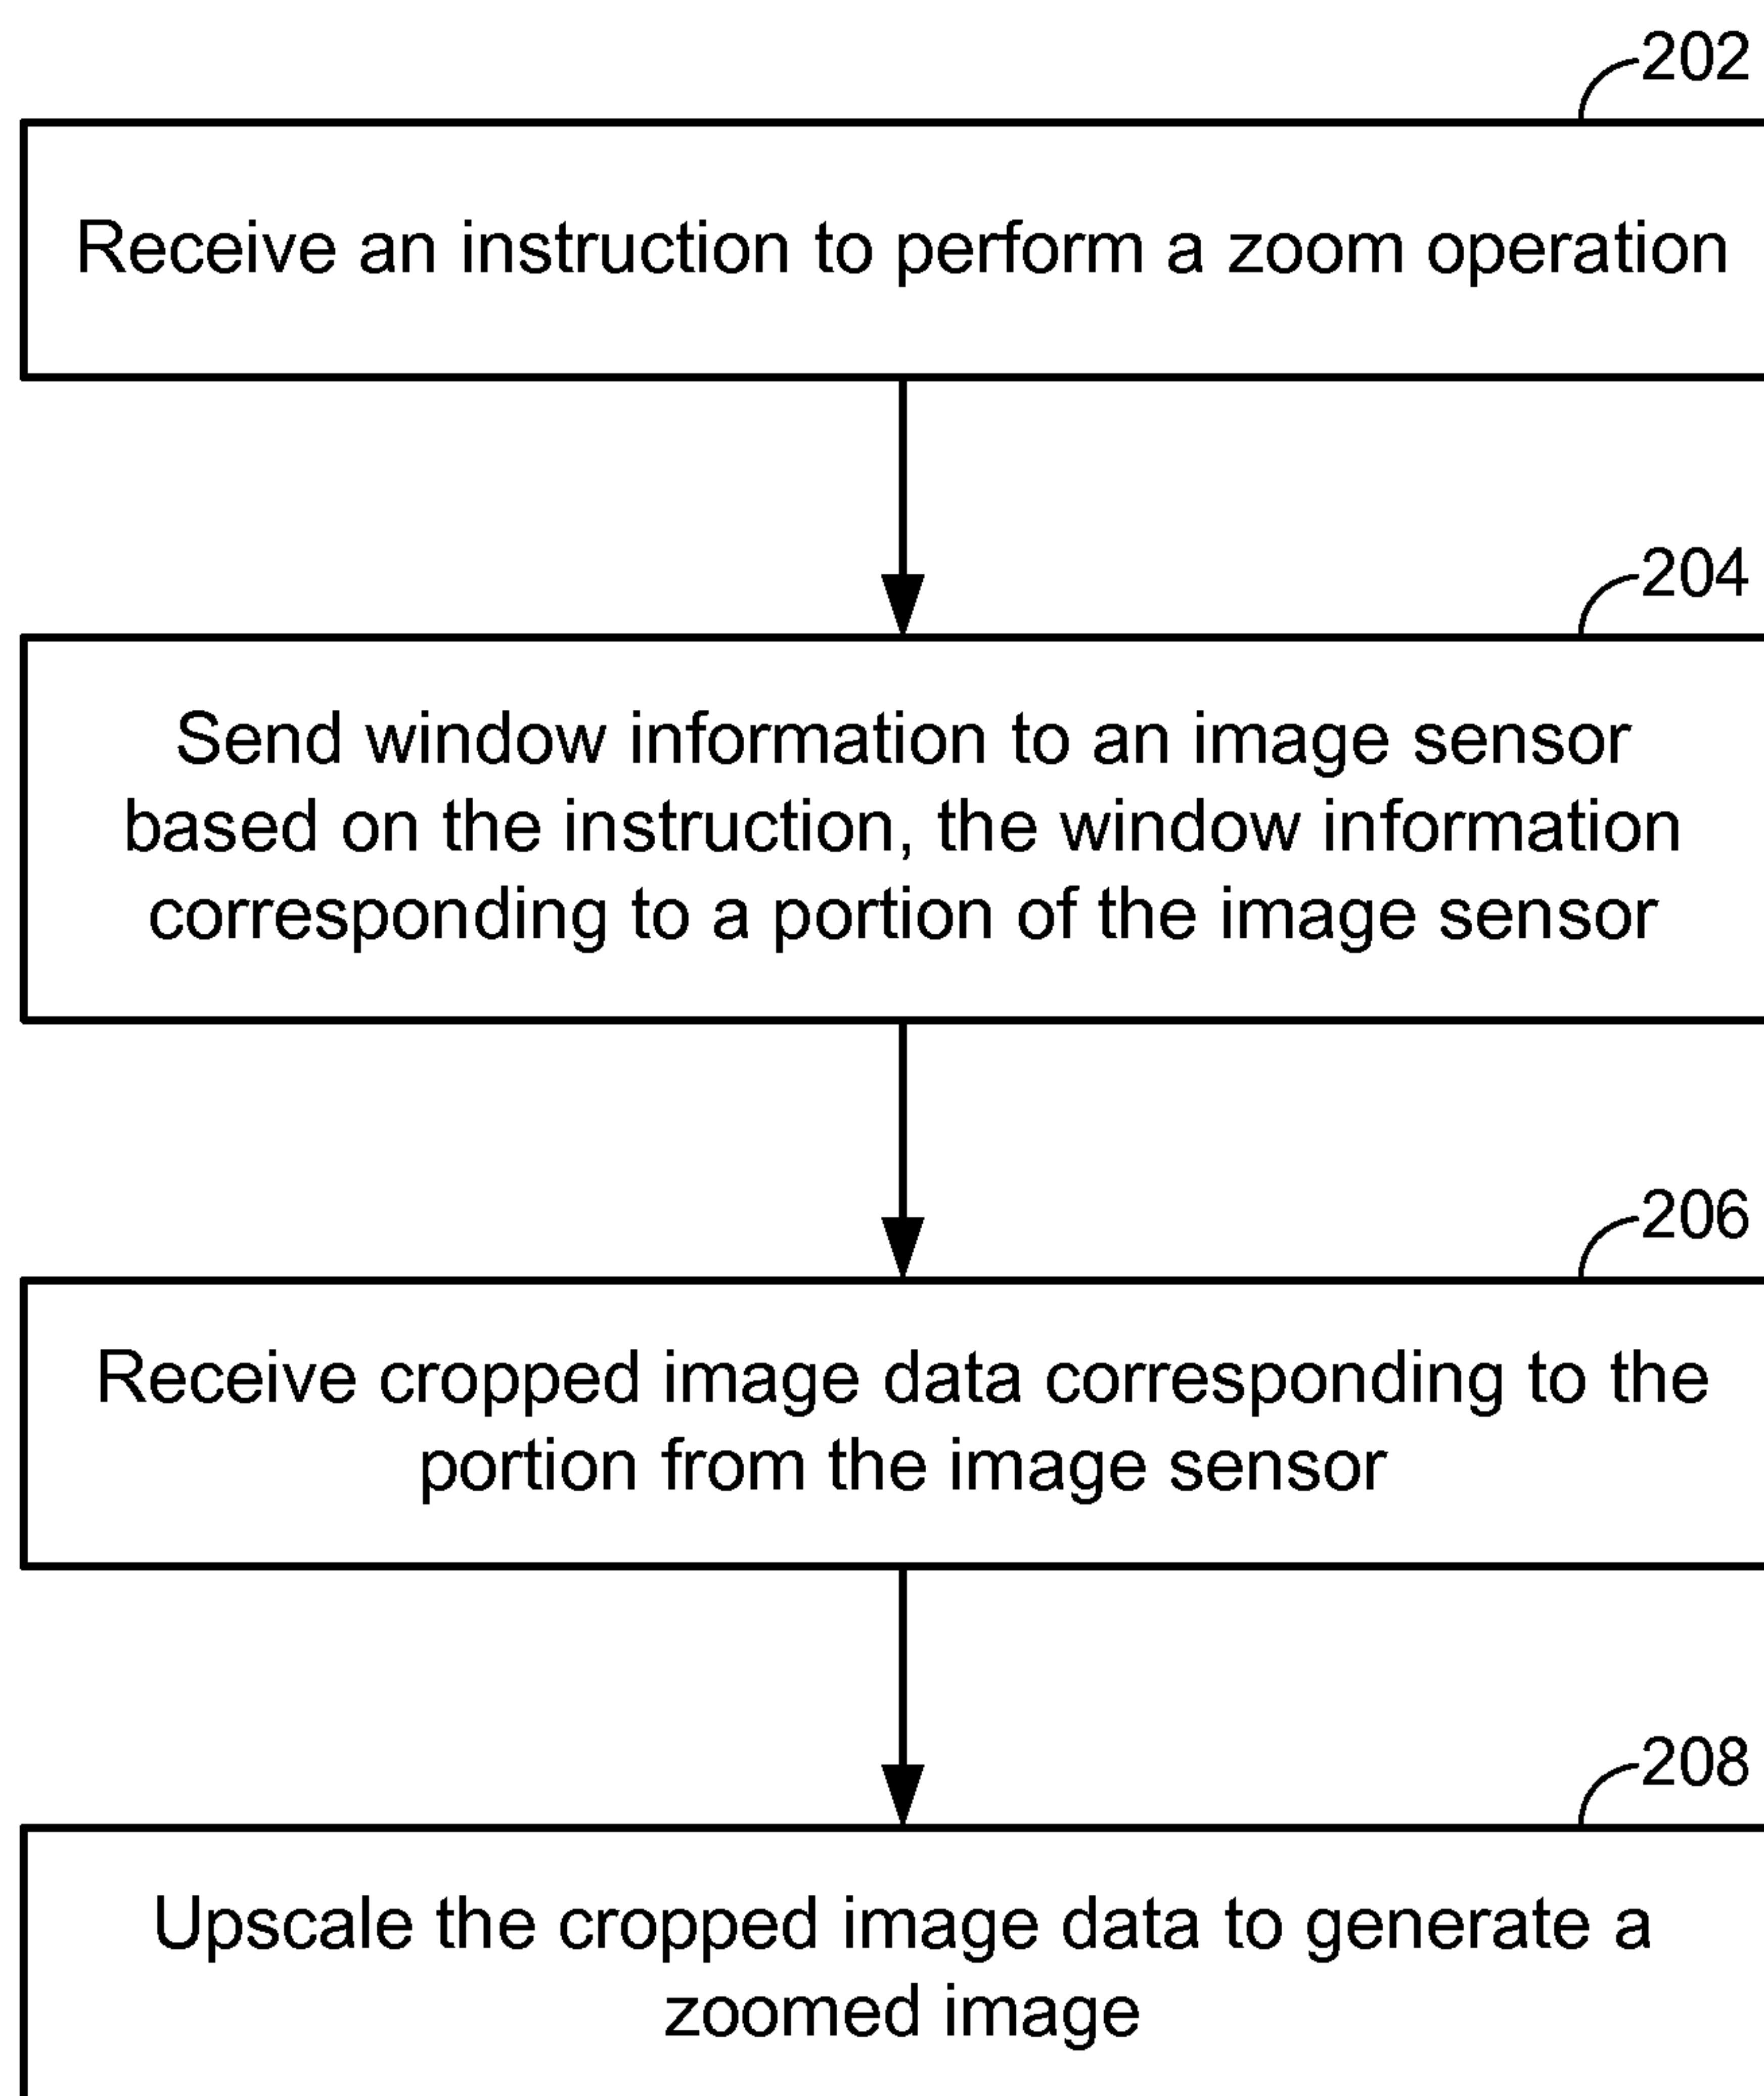 202
Receive an instruction to perform a zoom operation
204
Send window information to an image sensor
based on the instruction, the window information
corresponding to a portion of the image sensor
206
Receive cropped image data corresponding to the
portion from the image sensor
208
Upscale the cropped image data to generate a
zoomed image